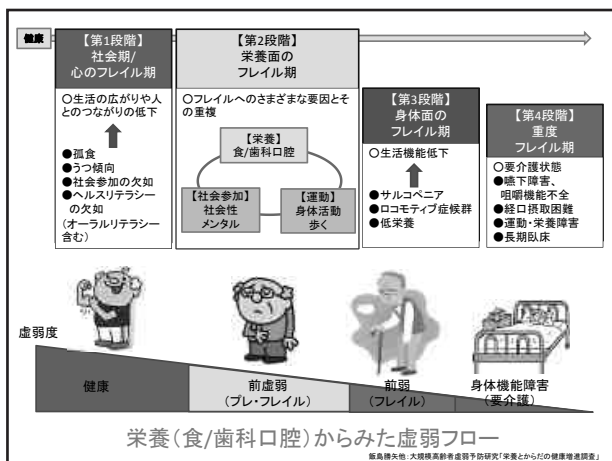 健康
【第1段階】
社会期/
心のフレイル期
○生活の広がりや人
とのつながりの低下
●孤食
●うつ傾向
●社会参加の欠如
●ヘルスリテラシー
の欠如
(オーラルリテラシー
含む)
【第2段階】
栄養面の
フレイル期
○フレイルへのさまざまな要因とそ
の重複
【栄養】
食/歯科口腔
【社会参加】
社会性
メンタル
【運動】
身体活動
歩く
【第3段階】
身体面の
フレイル期
○生活機能低下
●サルコペニア
●ロコモティブ症候群
●低栄養
【第4段階】
重度
フレイル期
○要介護状態
●嚥下障害、
咀嚼機能不全
●経口摂取困難
●運動・栄養障害
●長期臥床
虚弱度
健康
前虚弱
(プレ・フレイル)
前弱
(フレイル)
身体機能障害
(要介護)
栄養(食/歯科口腔)からみた虚弱フロー
飯島勝矢他:大規模高齢者虚弱予防研究「栄養とからだの健康増進調査」